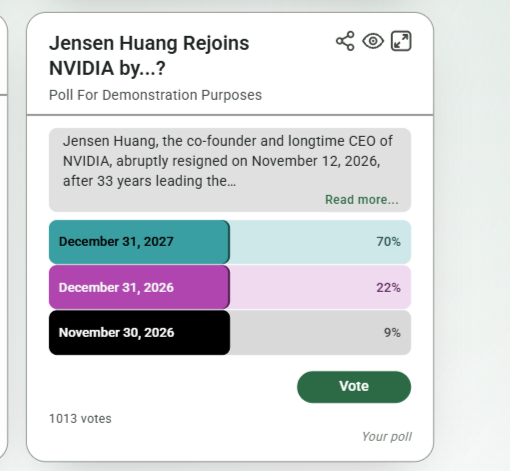 Jensen Huang Rejoins
NVIDIA by...?
Poll For Demonstration Purposes
Jensen Huang, the co-founder and longtime CEO of
NVIDIA, abruptly resigned on November 12, 2026,
after 33 years leading the…
Read more...
December 31, 2027 70%
December 31, 2026 22%
November 30, 2026 9%
Vote
1013 votes
Your poll